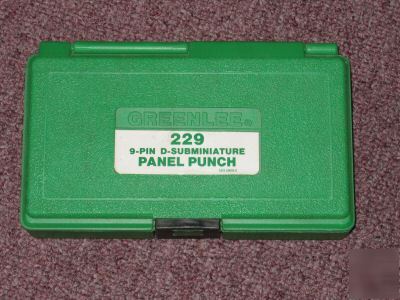 GREENLEE®
229
9-PIN D-SUBMINIATURE
PANEL PUNCH